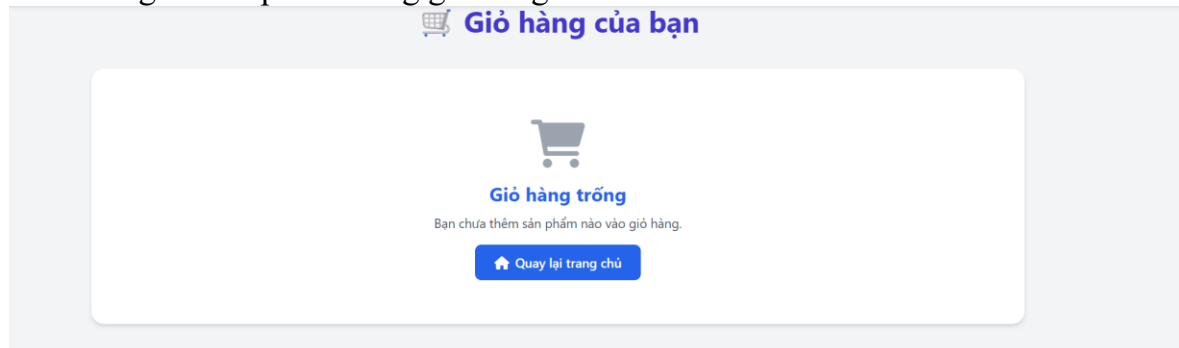 Giỏ hàng của bạn
Giỏ hàng trống
Bạn chưa thêm sản phẩm nào vào giỏ hàng.
Quay lại trang chủ